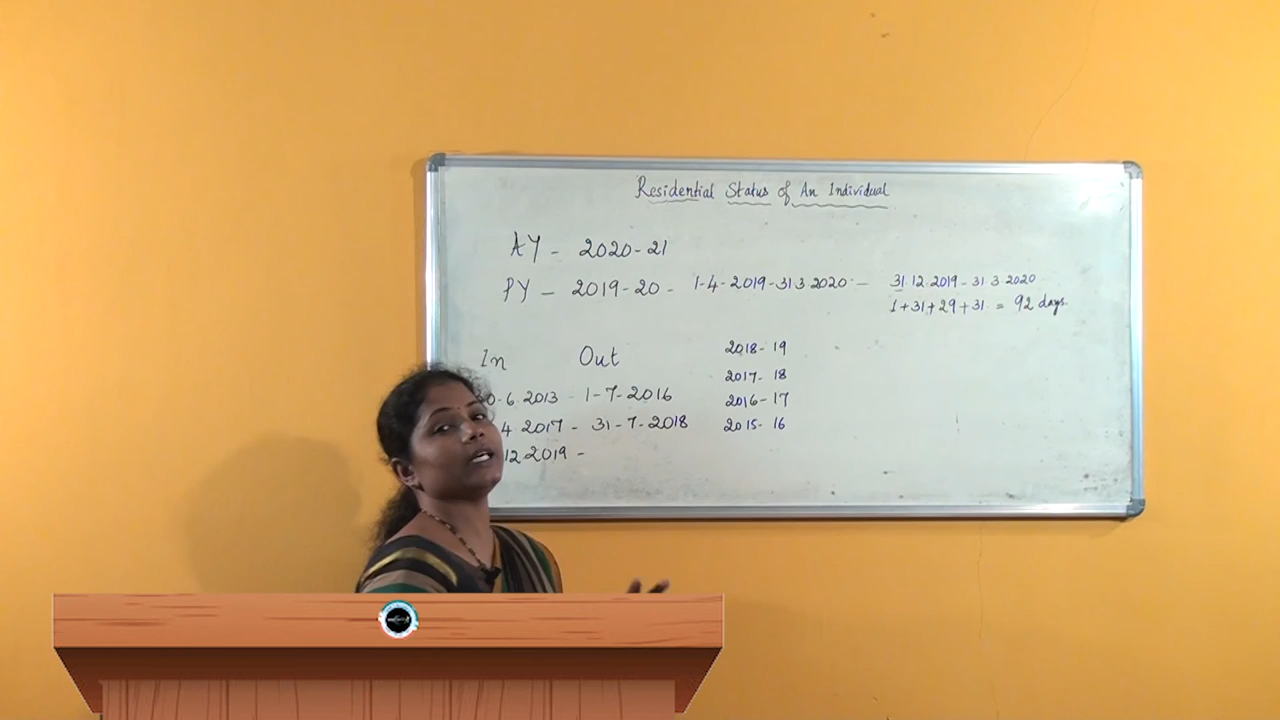 Residential Status of An Individual
AY - 2020-21
PY - 2019-20 - 1-4-2019-31.3.2020 - 31.12.2019-31.3.2020
1+31+29+31 = 92 days
In Out
0.6.2013 - 1-7-2016
4.2017 - 31-7-2018
12.2019 -
2018-19
2017-18
2016-17
2015-16